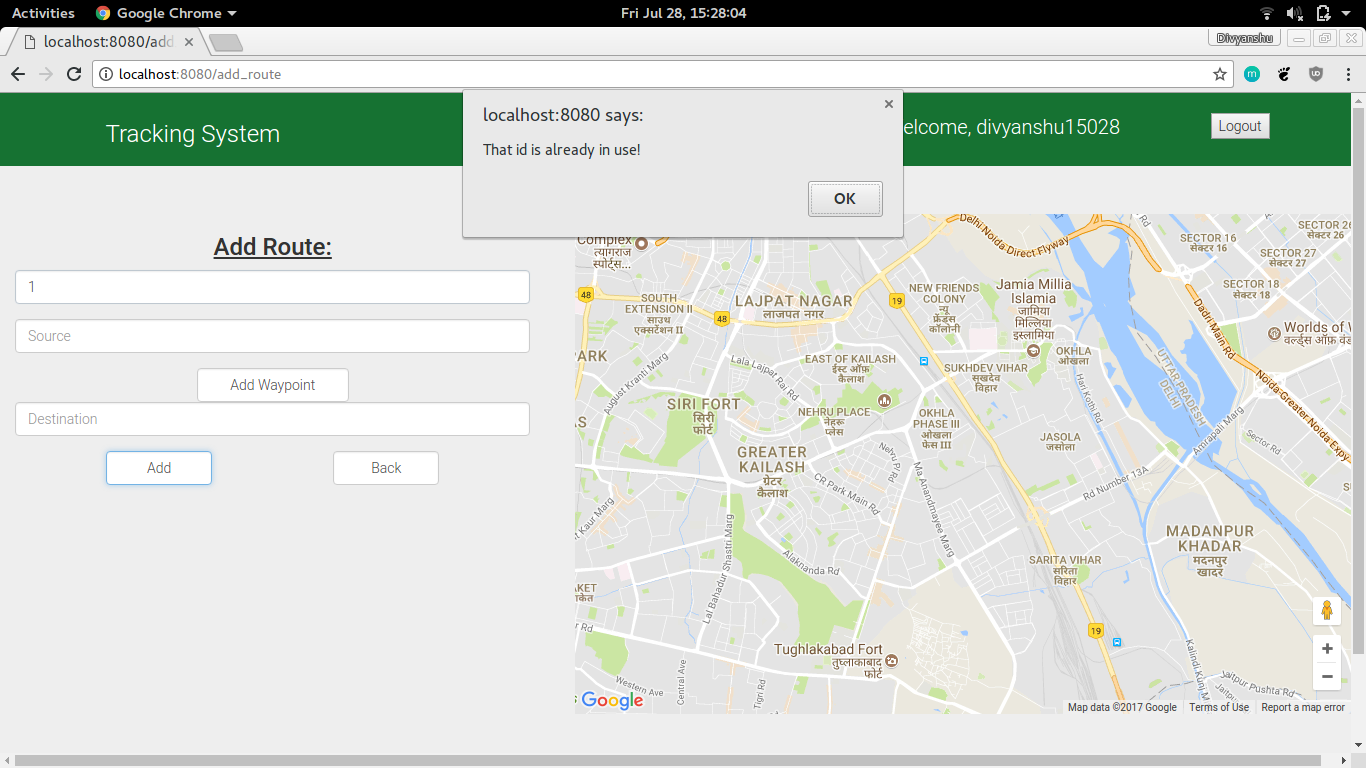 Activities Google Chrome Fri Jul 28, 15:28:04
localhost:8080/add
Divyanshu
localhost:8080/add_route
Tracking System
elcome, divyanshu15028
Logout
localhost:8080 says:
That id is already in use!
OK
Add Route:
1
Source
Add Waypoint
Destination
Add
Back
Complex
त्यागराज
स्पोर्ट्स...
Delhi Noida Direct Flyway
SECTOR 16
सेक्टर 16
SECTOR 26
सेक्टर 26
SECTOR 27
सेक्टर 27
SECTOR 18
सेक्टर 18
48
SOUTH
EXTENSION II
साउथ
एक्सटेंशन II
48
LAJPAT NAGAR
लाजपत नगर
19
NEW FRIENDS
COLONY
न्यू
फ्रेंड्स
कॉलोनी
Jamia Millia
Islamia
जामिया
मिल्लिया
इस्लामिया
Dadri Main Rd
Worlds of W
PARK
August Kranti Marg
Lala Lajpat Rai Rd
EAST OF KAILASH
ईस्ट ऑफ़
कैलाश
SUKHDEV VIHAR
सुखदेव
विहार
OKHLA
ओखला
UTTAR PRADESH
DELHI
Noida-Greater Noida Expy
SIRI FORT
सिरी
फोर्ट
NEHRU PLACE
नेहरू
प्लेस
OKHLA
PHASE III
ओखला
फेस III
Hari Kothi Rd
JASOLA
जसोला
Amrapali Marg
Sector Rd
AS
GREATER
KAILASH
ग्रेटर
कैलाश
Nehru Pl
Rd
CR Park Main Rd
Ma Anandmayee Marg
Rd Number 13A
at Kaur Marg
Lal Bahadur Shastri Marg
Alaknanda Rd
MADANPUR
KHADAR
मदनपुर
खादर
SARITA VIHAR
सरिता
विहार
AKET
ाकेत
ir Rd
19
Tughlakabad Fort
तुग़लाकाबाद
फोर्ट
Western Ave
Central Ave
Tigri Rd
Kalindi Kunj
Jaitpur Pushta Rd
Google
Map data ©2017 Google Terms of Use Report a map error